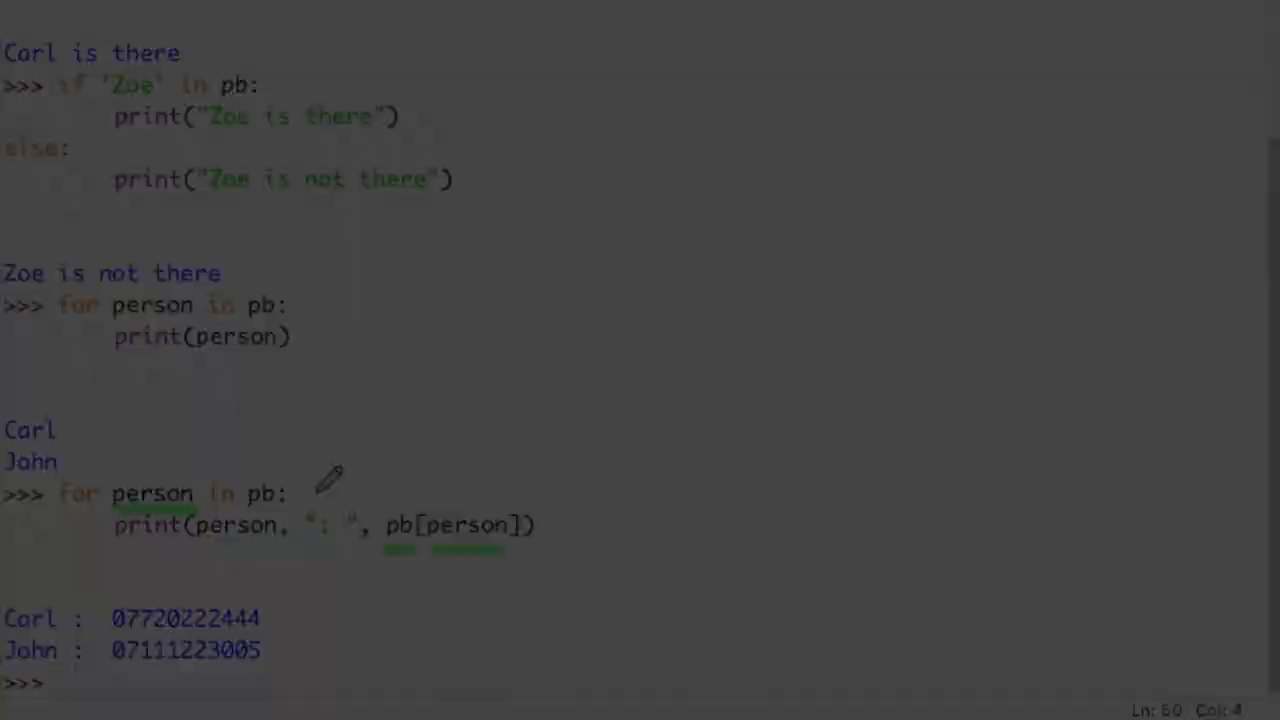 Carl is there
>>> if 'Zoe' in pb:
        print("Zoe is there")
else:
        print("Zoe is not there")
Zoe is not there
>>> for person in pb:
        print(person)
Carl
John
>>> for person in pb:
        print(person, ": ", pb[person])
Carl :  07720222444
John :  07111223005
>>>
Ln: 60 Col: 4